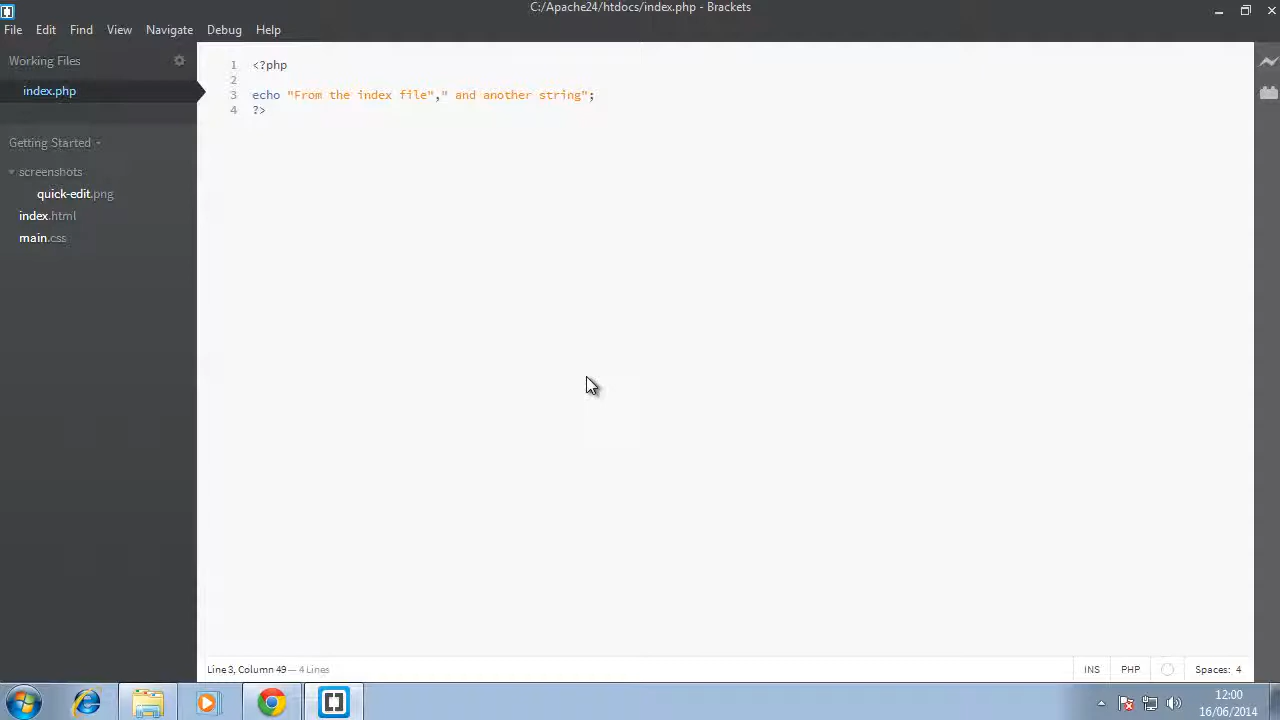 C:/Apache24/htdocs/index.php - Brackets
File Edit Find View Navigate Debug Help
Working Files
index.php
Getting Started
screenshots
quick-edit.png
index.html
main.css
1 <?php
2
3 echo "From the index file"," and another string";
4 ?>
Line 3, Column 49 — 4 Lines
INS PHP Spaces: 4
12:00
16/06/2014